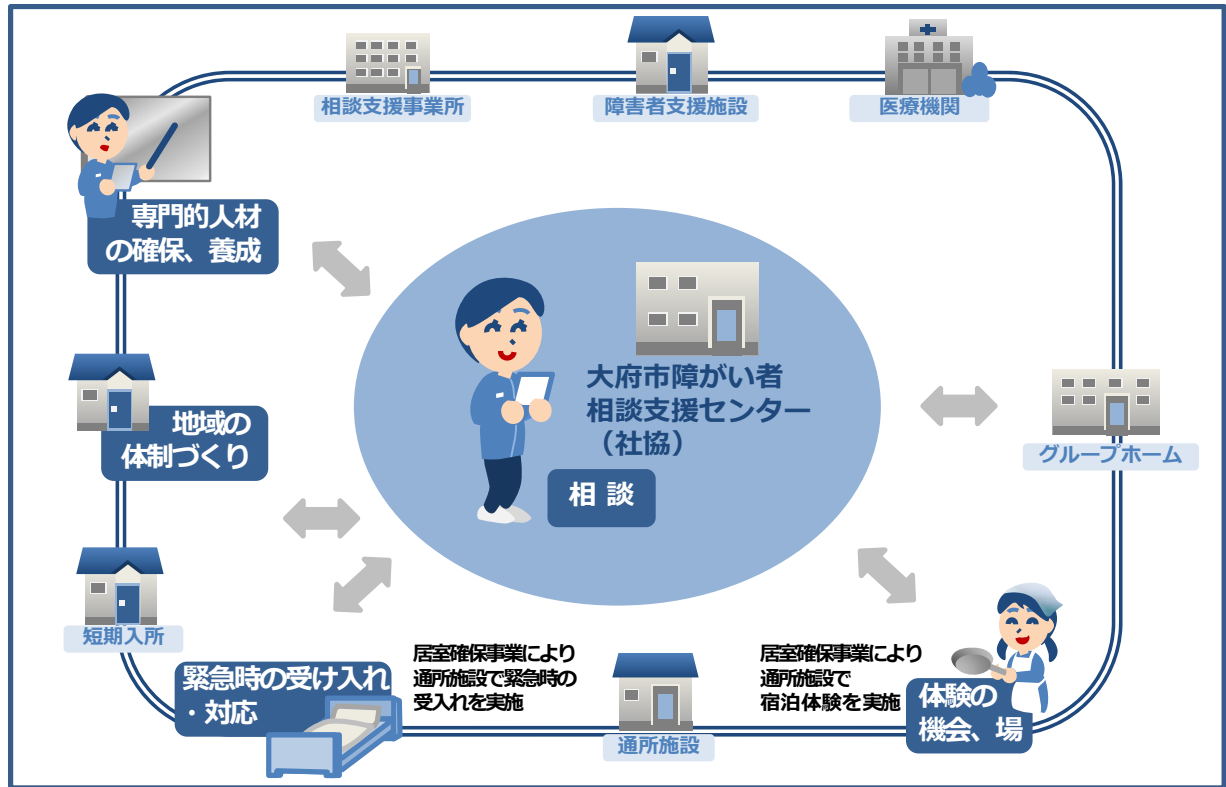 相談支援事業所
障害者支援施設
医療機関
専門的人材
の確保、養成
大府市障がい者
相談支援センター
（社協）
相 談
地域の
体制づくり
グループホーム
短期入所
緊急時の受け入れ
・対応
居室確保事業により
通所施設で緊急時の
受入れを実施
通所施設
居室確保事業により
通所施設で
宿泊体験を実施
体験の
機会、場